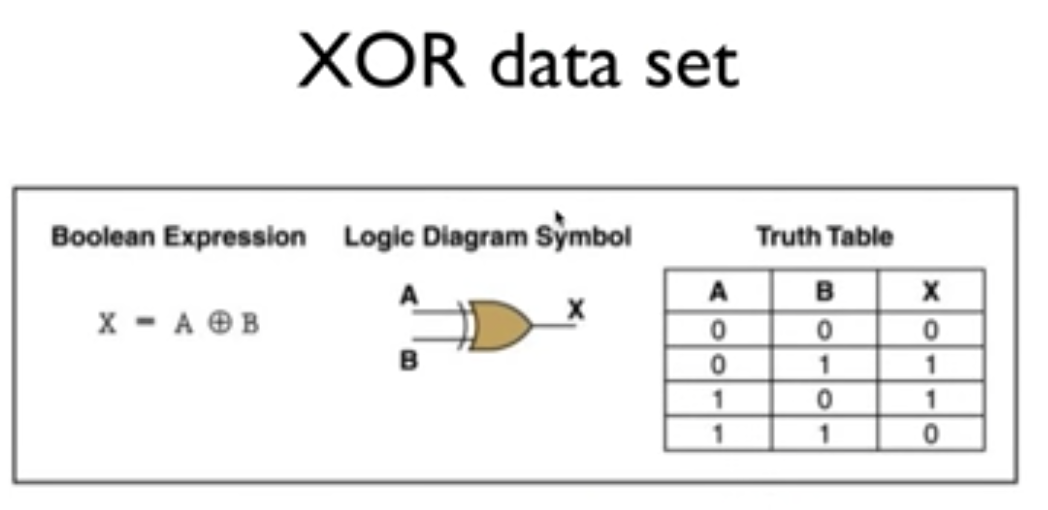 XOR data set
Boolean Expression
X = A ⊕ B
Logic Diagram Symbol
A
B
X
Truth Table
A B X
0 0 0
0 1 1
1 0 1
1 1 0